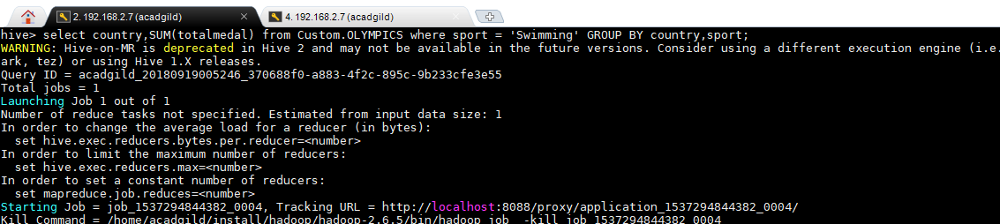 2. 192.168.2.7 (acadgild)
4. 192.168.2.7 (acadgild)
hive> select country,SUM(totalmedal) from Custom.OLYMPICS where sport = 'Swimming' GROUP BY country,sport;
WARNING: Hive-on-MR is deprecated in Hive 2 and may not be available in the future versions. Consider using a different execution engine (i.e.
ark, tez) or using Hive 1.X releases.
Query ID = acadgild_20180919005246_370688f0-a883-4f2c-895c-9b233cfe3e55
Total jobs = 1
Launching Job 1 out of 1
Number of reduce tasks not specified. Estimated from input data size: 1
In order to change the average load for a reducer (in bytes):
  set hive.exec.reducers.bytes.per.reducer=<number>
In order to limit the maximum number of reducers:
  set hive.exec.reducers.max=<number>
In order to set a constant number of reducers:
  set mapreduce.job.reduces=<number>
Starting Job = job_1537294844382_0004, Tracking URL = http://localhost:8088/proxy/application_1537294844382_0004/
Kill Command = /home/acadgild/install/hadoop/hadoop-2.6.5/bin/hadoop job  -kill job_1537294844382_0004